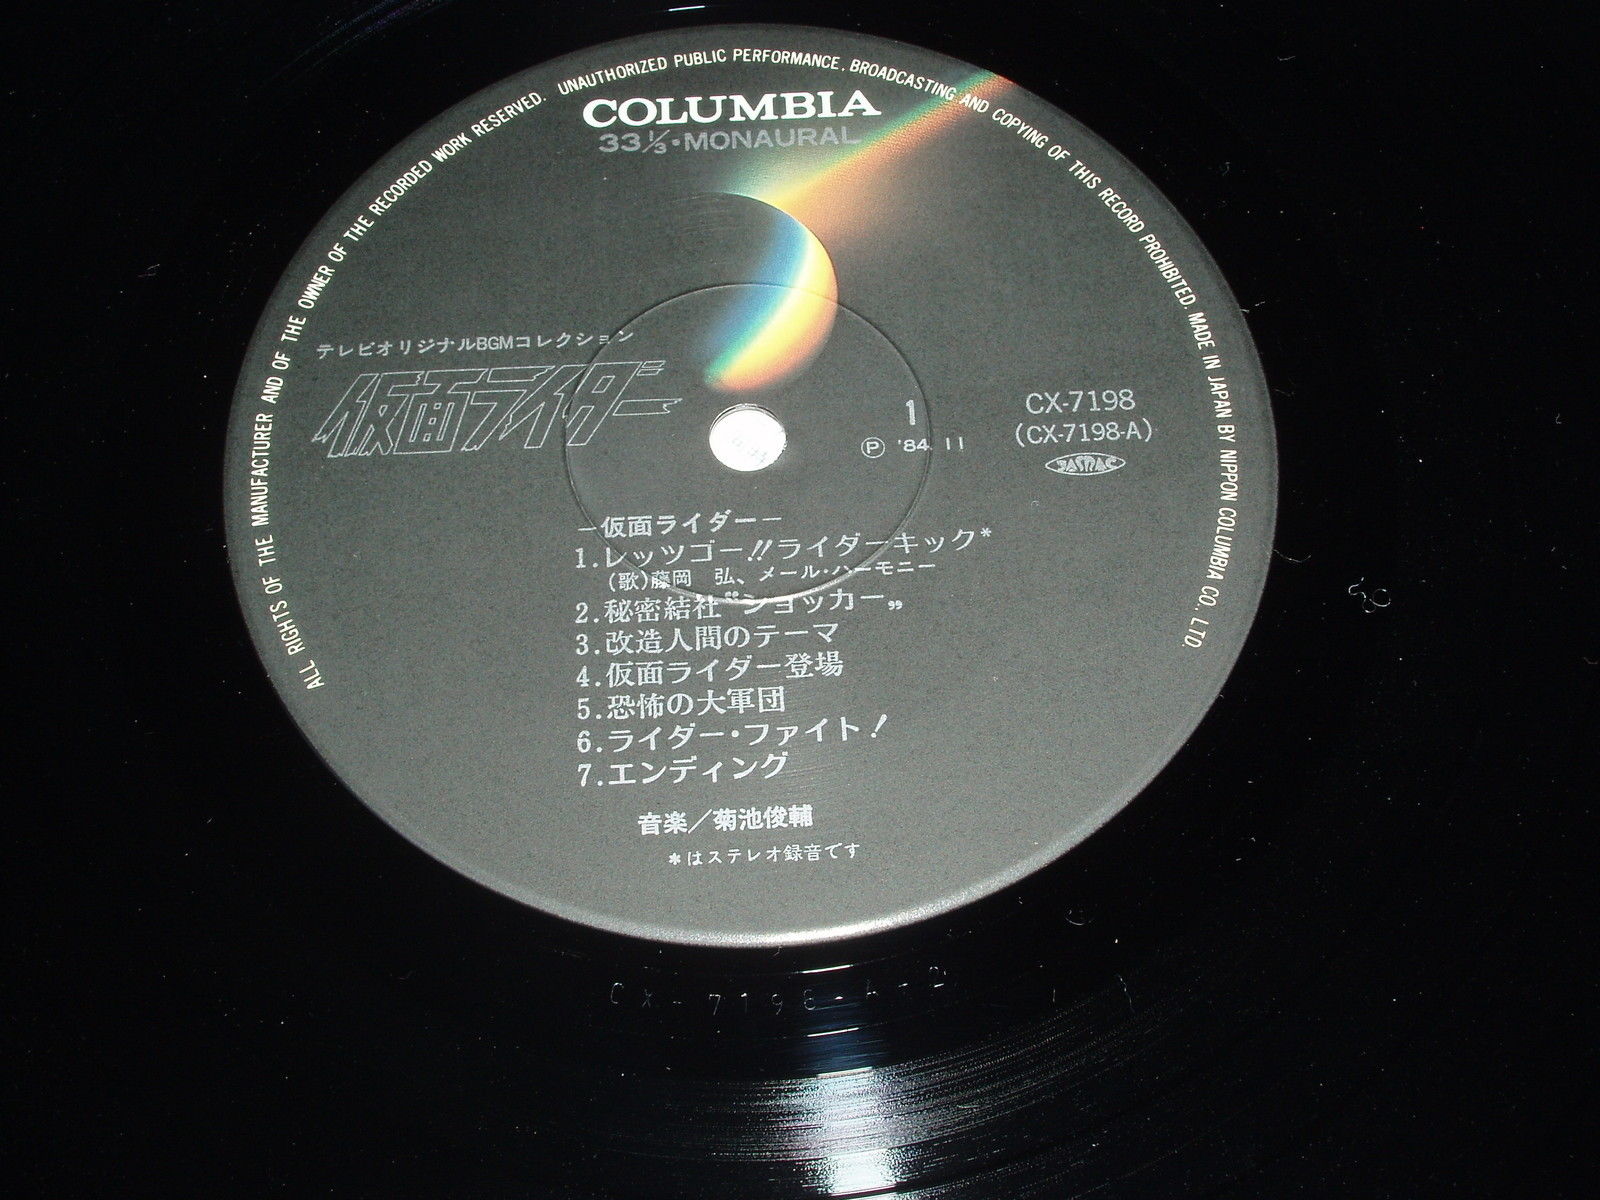 ALL RIGHTS OF THE MANUFACTURER AND OF THE OWNER OF THE RECORDED WORK RESERVED. UNAUTHORIZED PUBLIC PERFORMANCE, BROADCASTING AND COPYING OF THIS RECORD PROHIBITED. MADE IN JAPAN BY NIPPON COLUMBIA CO., LTD.
COLUMBIA
33⅓・MONAURAL
テレビオリジナルBGMコレクション
仮面ライダー
1
Ⓟ '84. 11
CX-7198
(CX-7198-A)
JASRAC
−仮面ライダー−
1.レッツゴー!!ライダーキック*
(歌)藤岡 弘、メール・ハーモニー
2.秘密結社“ショッカー”
3.改造人間のテーマ
4.仮面ライダー登場
5.恐怖の大軍団
6.ライダー・ファイト!
7.エンディング
音楽/菊池俊輔
*はステレオ録音です
CX-7198-A-2